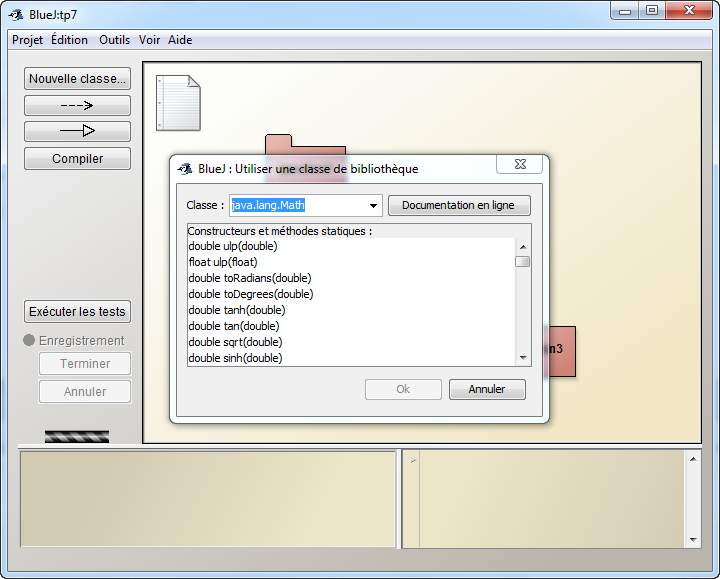 BlueJ:tp7
Projet Édition Outils Voir Aide
Nouvelle classe...
Compiler
Exécuter les tests
Enregistrement
Terminer
Annuler
BlueJ : Utiliser une classe de bibliothèque
Classe : java.lang.Math Documentation en ligne
Constructeurs et méthodes statiques :
double ulp(double)
float ulp(float)
double toRadians(double)
double toDegrees(double)
double tanh(double)
double tan(double)
double sqrt(double)
double sinh(double)
Ok Annuler